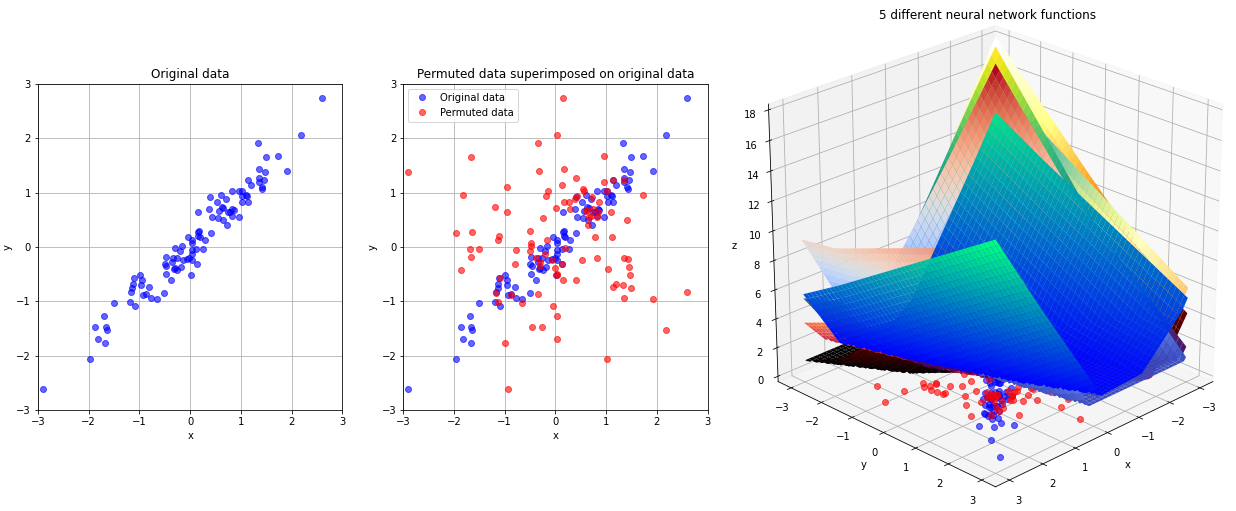 Original data
3
2
1
0
−1
−2
−3
y
−3 −2 −1 0 1 2 3
x
Permuted data superimposed on original data
Original data
Permuted data
3
2
1
0
−1
−2
−3
y
−3 −2 −1 0 1 2 3
x
5 different neural network functions
18
16
14
12
10
8
6
4
2
0
z
−3
−2
−1
0
1
2
3
y
−3
−2
−1
0
1
2
3
x